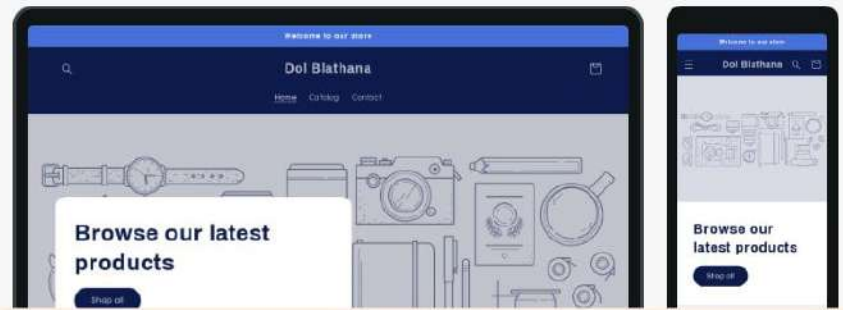 Welcome to our store
Dol Blathana
Home Catalog Contact
Browse our latest
products
Shop all
Welcome to our store
Dol Blathana
Browse our
latest products
Shop all